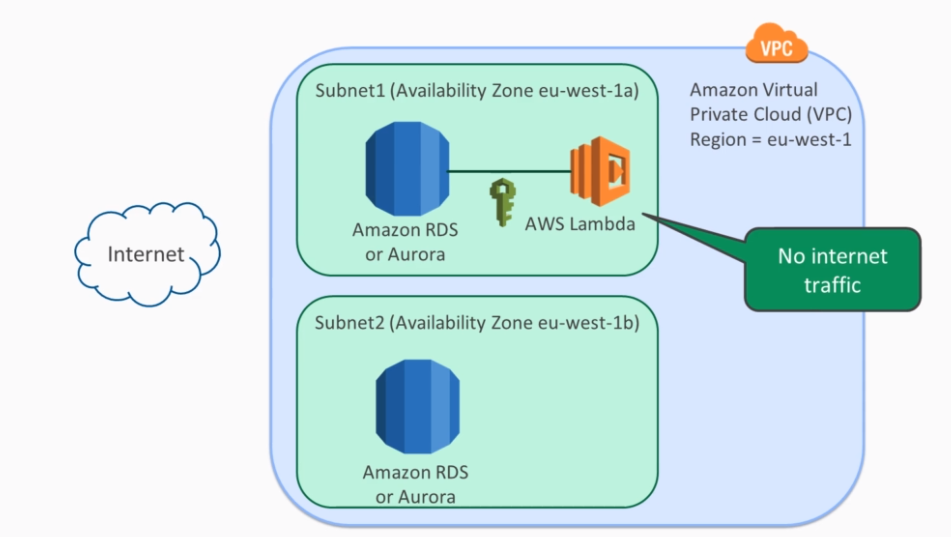 VPC
Subnet1 (Availability Zone eu-west-1a)
Amazon Virtual
Private Cloud (VPC)
Region = eu-west-1
Amazon RDS
or Aurora
AWS Lambda
Internet
No internet
traffic
Subnet2 (Availability Zone eu-west-1b)
Amazon RDS
or Aurora